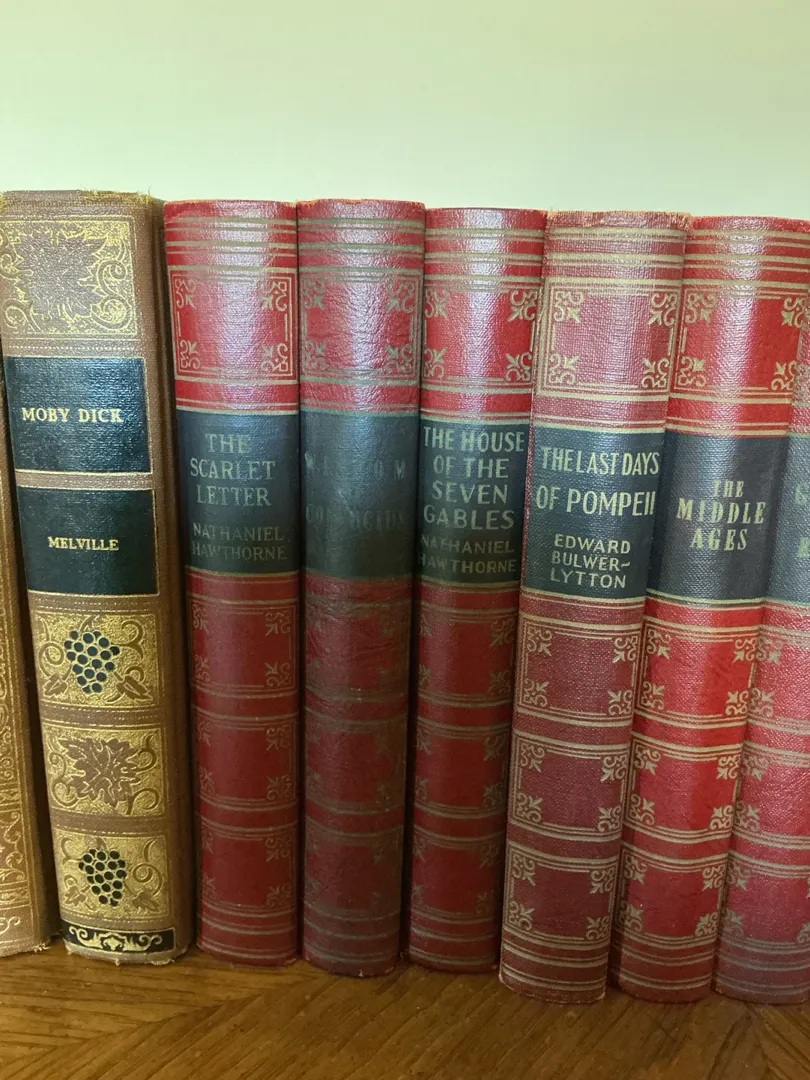 MOBY DICK
MELVILLE
THE
SCARLET
LETTER
NATHANIEL
HAWTHORNE
THE HOUSE
OF THE
SEVEN
GABLES
NATHANIEL
HAWTHORNE
THE LAST DAYS
OF POMPEII
EDWARD
BULWER-
LYTTON
THE
MIDDLE
AGES